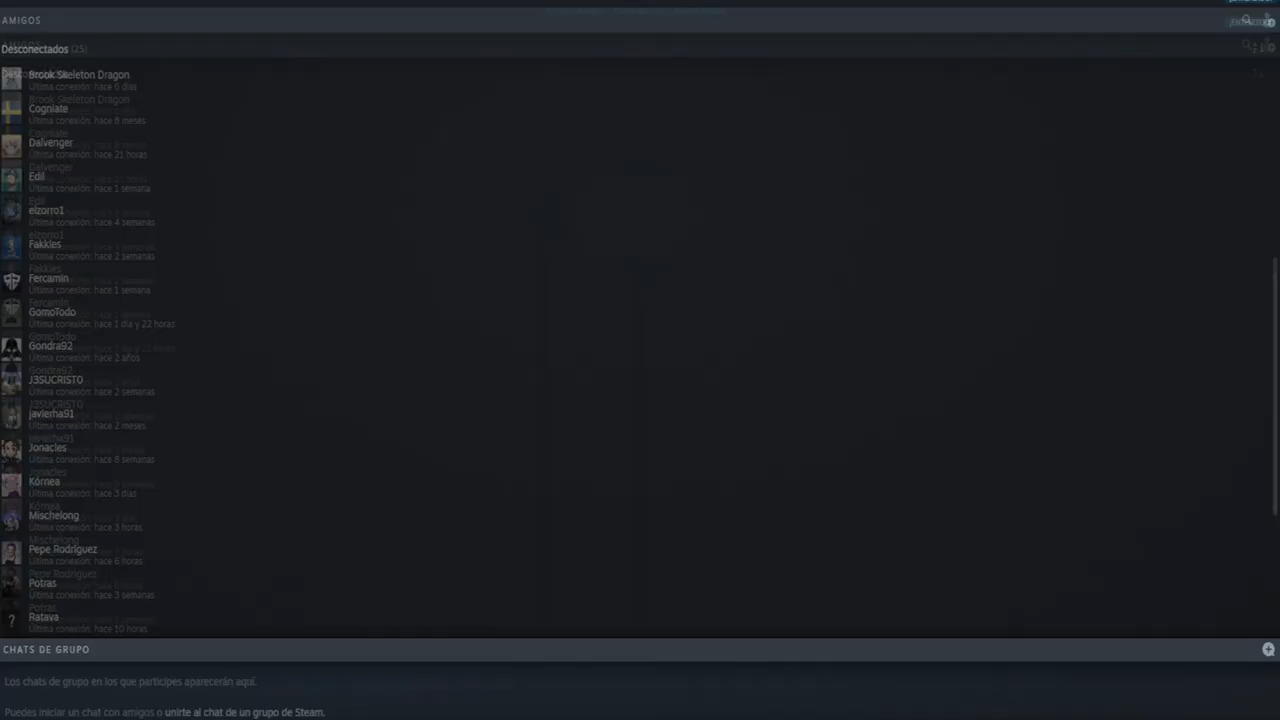 AMIGOS
Desconectados (25)
Brook Skeleton Dragon
Última conexión: hace 6 días
Cogniate
Última conexión: hace 8 meses
Dalvenger
Última conexión: hace 21 horas
Edil
Última conexión: hace 1 semana
elzorro1
Última conexión: hace 4 semanas
Fakkies
Última conexión: hace 2 semanas
Fercamin
Última conexión: hace 1 semana
GomoTodo
Última conexión: hace 1 día y 22 horas
Gondra92
Última conexión: hace 2 años
J3SUCRIST0
Última conexión: hace 2 semanas
javierha91
Última conexión: hace 2 meses
Jonacles
Última conexión: hace 8 semanas
Kórnea
Última conexión: hace 3 días
Mischelong
Última conexión: hace 3 horas
Pepe Rodríguez
Última conexión: hace 6 horas
Potras
Última conexión: hace 3 semanas
Ratava
Última conexión: hace 10 horas
CHATS DE GRUPO
Los chats de grupo en los que participes aparecerán aquí.
Puedes iniciar un chat con amigos o unirte al chat de un grupo de Steam.